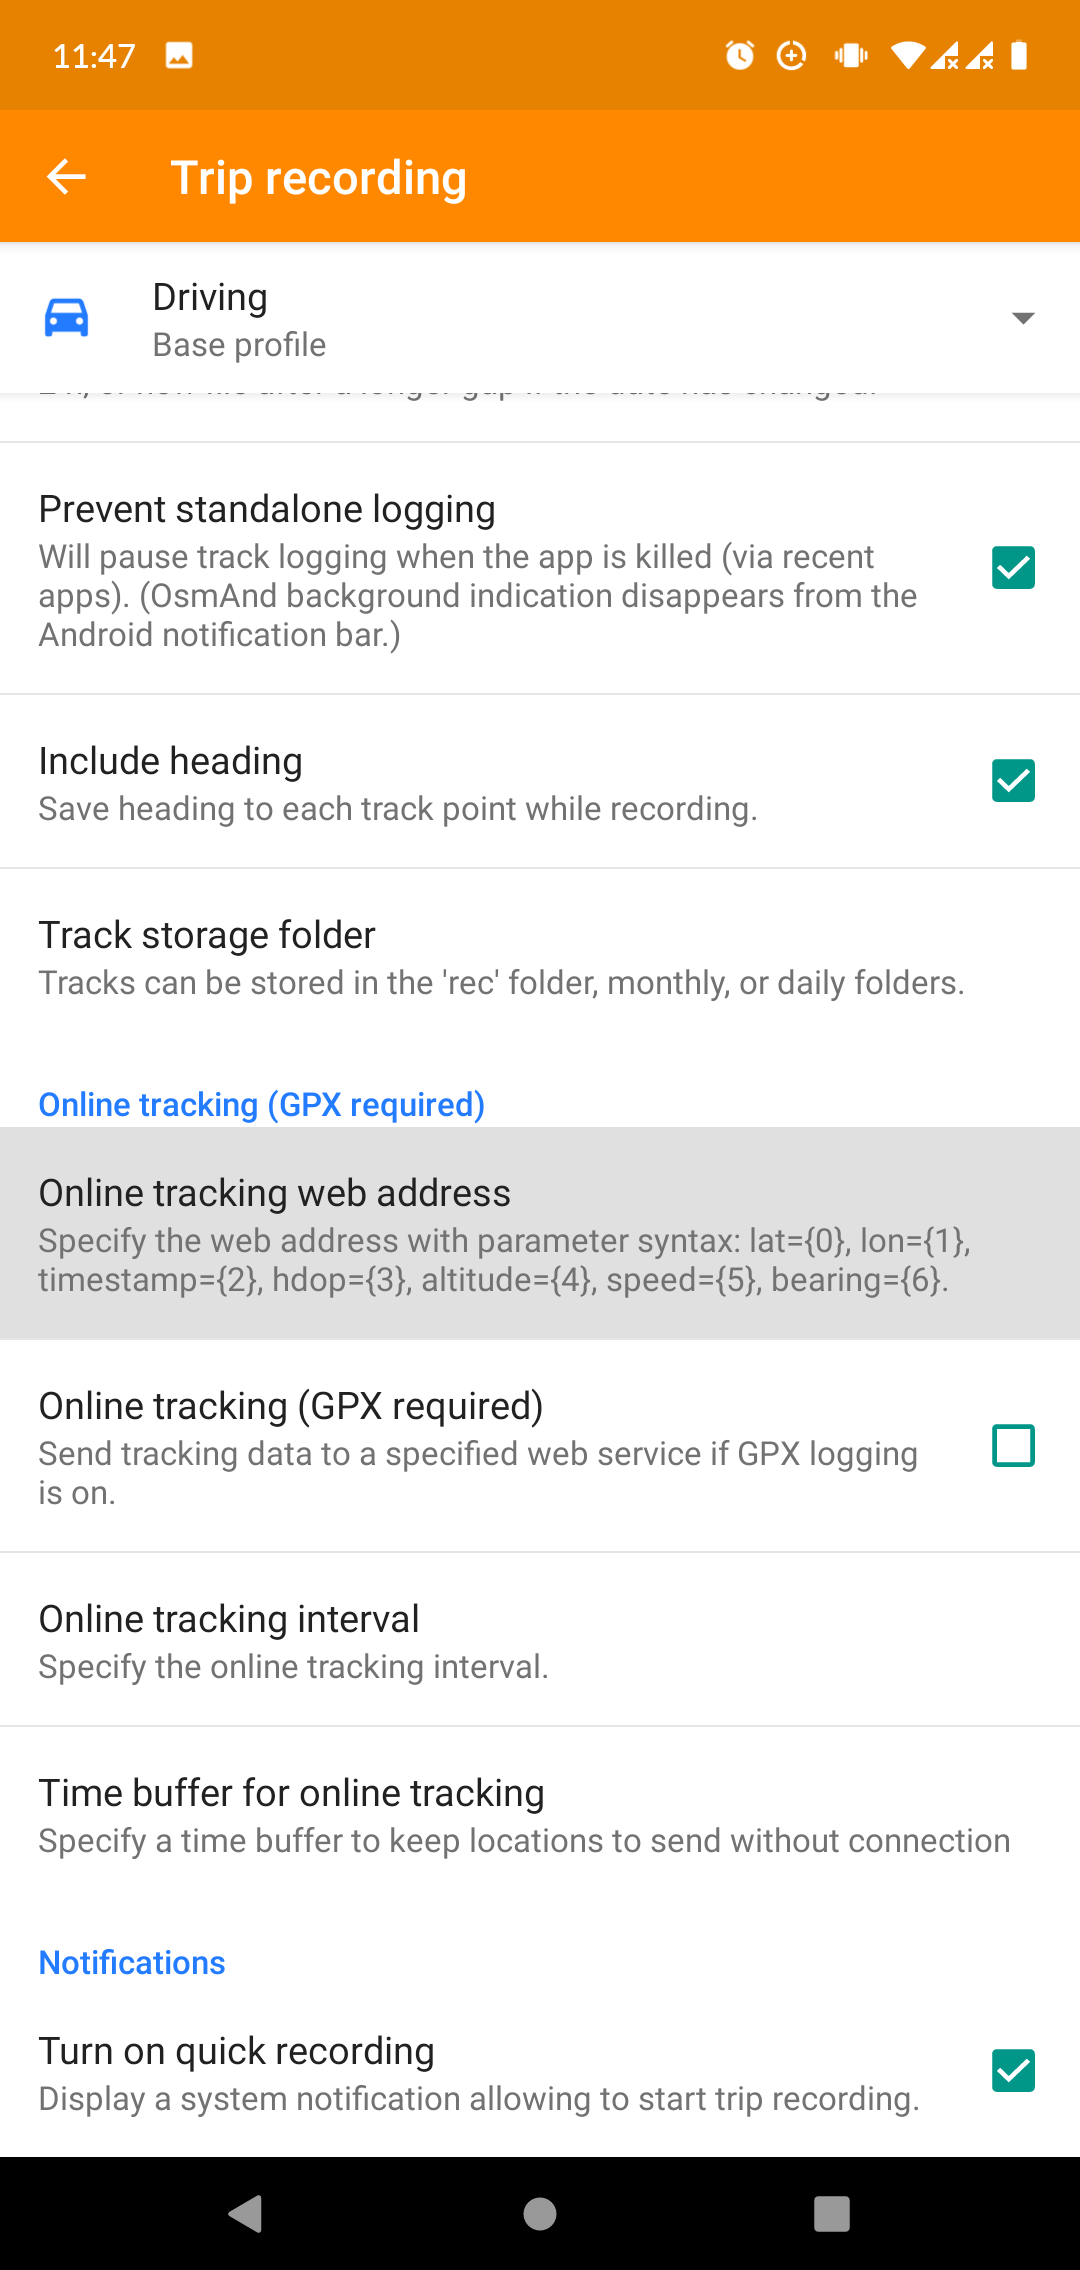 11:47
Trip recording
Driving
Base profile
Prevent standalone logging
Will pause track logging when the app is killed (via recent
apps). (OsmAnd background indication disappears from the
Android notification bar.)
Include heading
Save heading to each track point while recording.
Track storage folder
Tracks can be stored in the 'rec' folder, monthly, or daily folders.
Online tracking (GPX required)
Online tracking web address
Specify the web address with parameter syntax: lat={0}, lon={1},
timestamp={2}, hdop={3}, altitude={4}, speed={5}, bearing={6}.
Online tracking (GPX required)
Send tracking data to a specified web service if GPX logging
is on.
Online tracking interval
Specify the online tracking interval.
Time buffer for online tracking
Specify a time buffer to keep locations to send without connection
Notifications
Turn on quick recording
Display a system notification allowing to start trip recording.